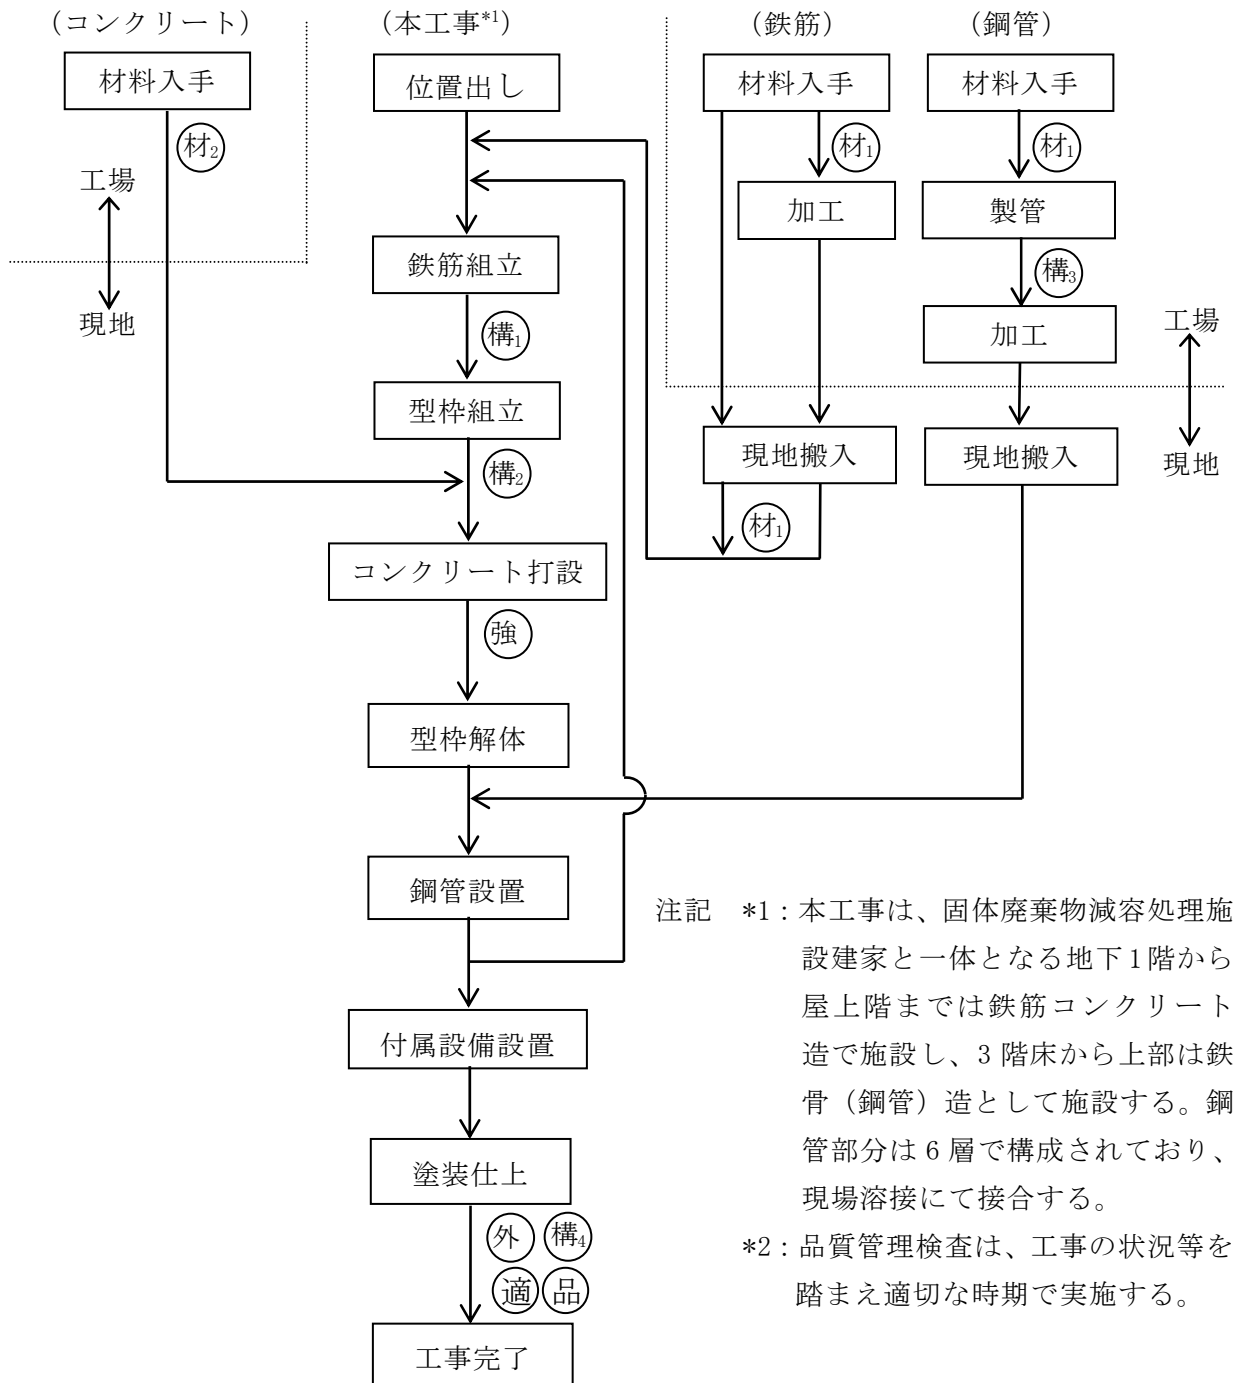 （コンクリート）
（本工事*1）
（鉄筋）
（鋼管）
材料入手
位置出し
材料入手
材料入手
材2
材1
材1
工場
現地
加工
製管
鉄筋組立
構3
構1
加工
工場
現地
型枠組立
構2
現地搬入
現地搬入
材1
コンクリート打設
強
型枠解体
鋼管設置
付属設備設置
塗装仕上
外 構4
適 品
工事完了
注記 *1：本工事は、固体廃棄物減容処理施
設建家と一体となる地下1階から
屋上階までは鉄筋コンクリート
造で施設し、3階床から上部は鉄
骨（鋼管）造として施設する。鋼
管部分は6層で構成されており、
現場溶接にて接合する。
*2：品質管理検査は、工事の状況等を
踏まえ適切な時期で実施する。